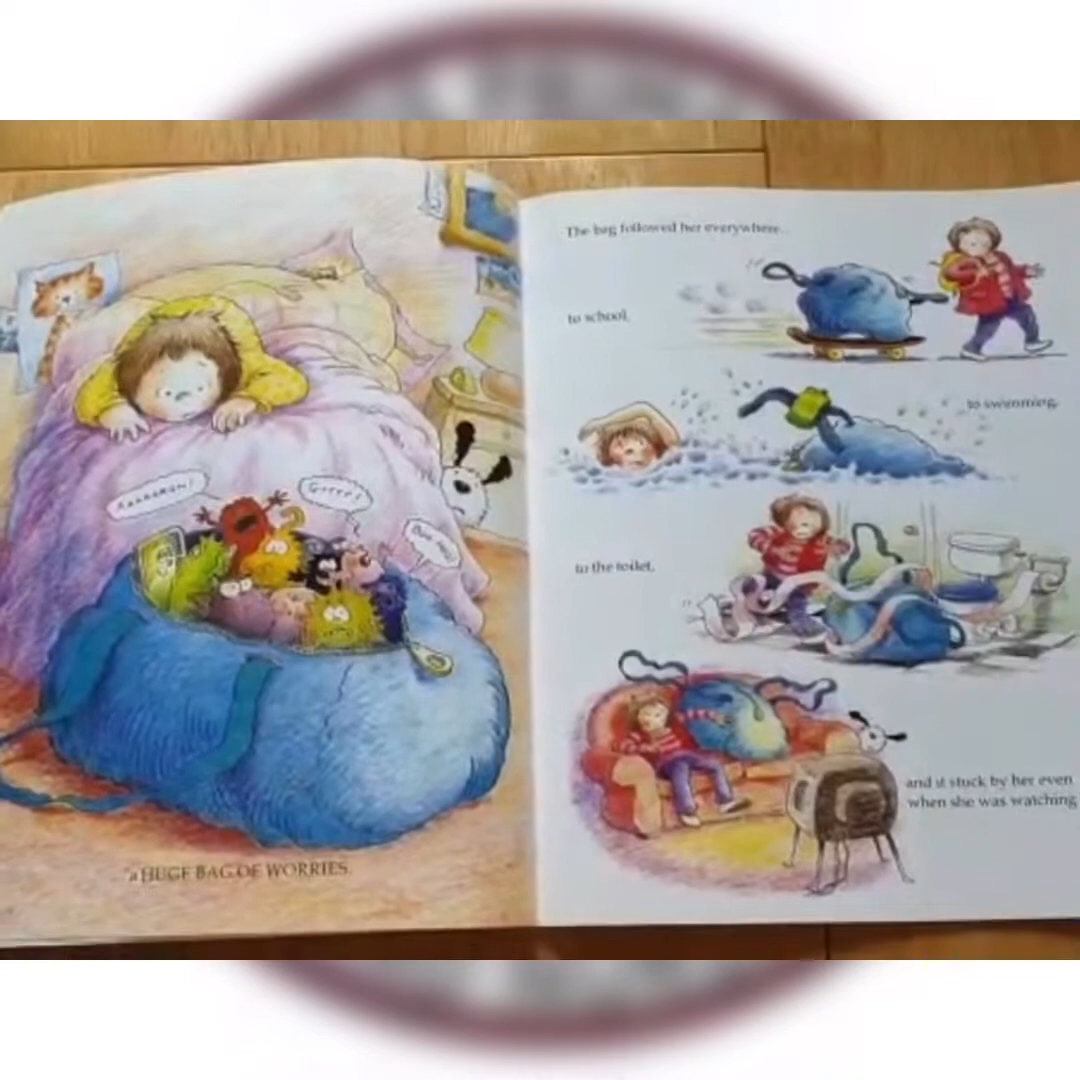 Grrrr!
a HUGE BAG OF WORRIES.
The bag followed her everywhere...
to school,
to swimming,
to the toilet,
and it stuck by her even
when she was watching